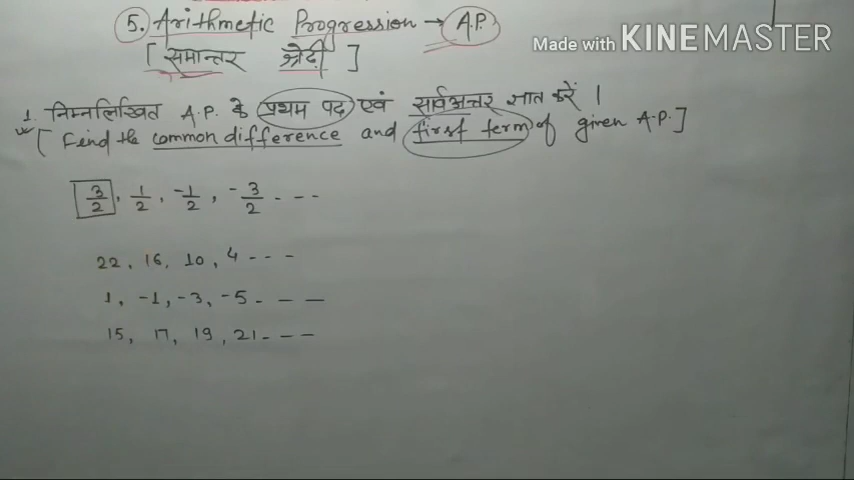 5. Arithmetic Progression → A.P.
Made with KINEMASTER
[ समान्तर श्रेढ़ी ]
1. निम्नलिखित A.P. के प्रथम पद एवं सार्वअन्तर ज्ञात करें ।
[ Find the common difference and first term of given A.P. ]
3/2, 1/2, -1/2, -3/2 - - -
22, 16, 10, 4 - - -
1, -1, -3, -5 - - -
15, 17, 19, 21 - - -